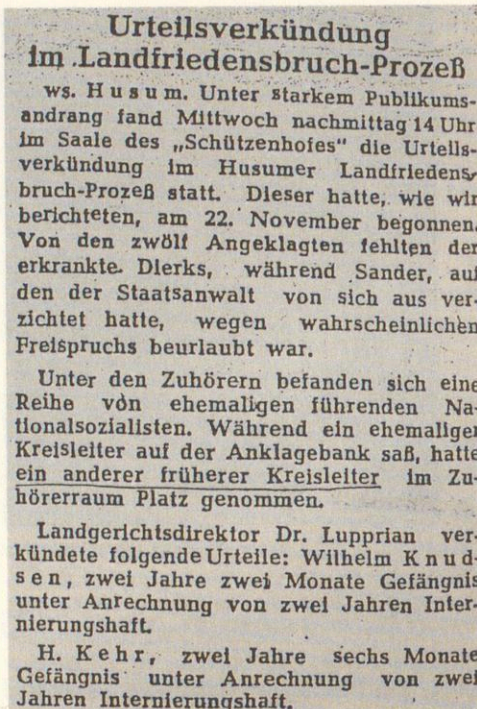 Urteilsverkündung
im Landfriedensbruch-Prozeß
ws. Husum. Unter starkem Publikums-
andrang fand Mittwoch nachmittag 14 Uhr
im Saale des „Schützenhofes" die Urteils-
verkündung im Husumer Landfriedens-
bruch-Prozeß statt. Dieser hatte, wie wir
berichteten, am 22. November begonnen.
Von den zwölf Angeklagten fehlten der
erkrankte Dierks, während Sander, auf
den der Staatsanwalt von sich aus ver-
zichtet hatte, wegen wahrscheinlichen
Freispruchs beurlaubt war.
Unter den Zuhörern befanden sich eine
Reihe von ehemaligen führenden Na-
tionalsozialisten. Während ein ehemaliger
Kreisleiter auf der Anklagebank saß, hatte
ein anderer früherer Kreisleiter im Zu-
hörerraum Platz genommen.
Landgerichtsdirektor Dr. Lupprian ver-
kündete folgende Urteile: Wilhelm Knud-
sen, zwei Jahre zwei Monate Gefängnis
unter Anrechnung von zwei Jahren Inter-
nierungshaft.
H. Kehr, zwei Jahre sechs Monate
Gefängnis unter Anrechnung von zwei
Jahren Internierungshaft.